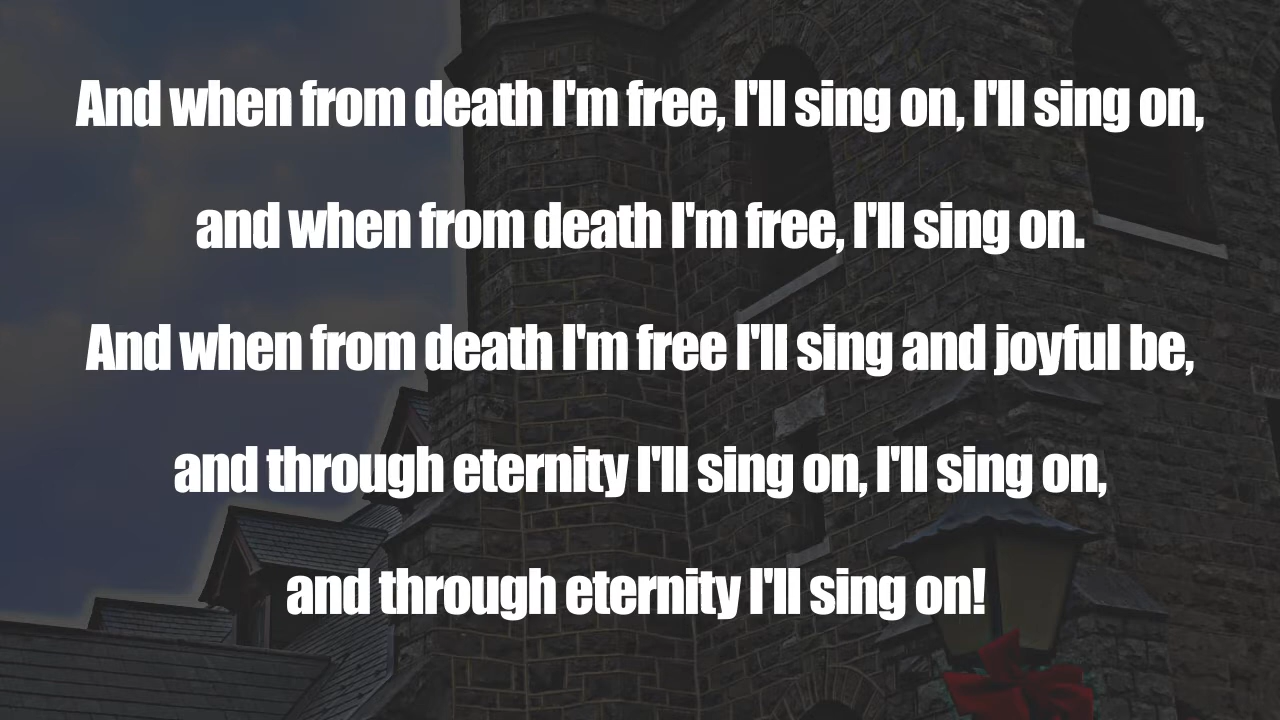 And when from death I'm free, I'll sing on, I'll sing on,
and when from death I'm free, I'll sing on.
And when from death I'm free I'll sing and joyful be,
and through eternity I'll sing on, I'll sing on,
and through eternity I'll sing on!